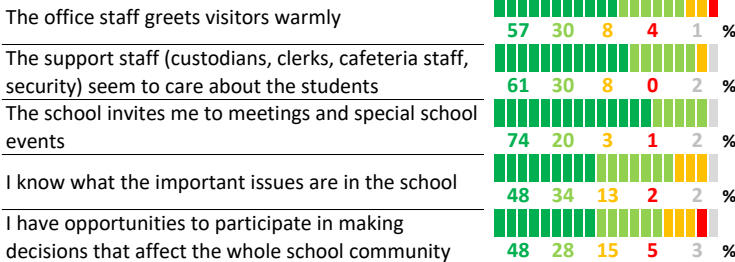 The office staff greets visitors warmly
57 30 8 4 1 %
The support staff (custodians, clerks, cafeteria staff,
security) seem to care about the students
61 30 8 0 2 %
The school invites me to meetings and special school
events
74 20 3 1 2 %
I know what the important issues are in the school
48 34 13 2 2 %
I have opportunities to participate in making
decisions that affect the whole school community
48 28 15 5 3 %